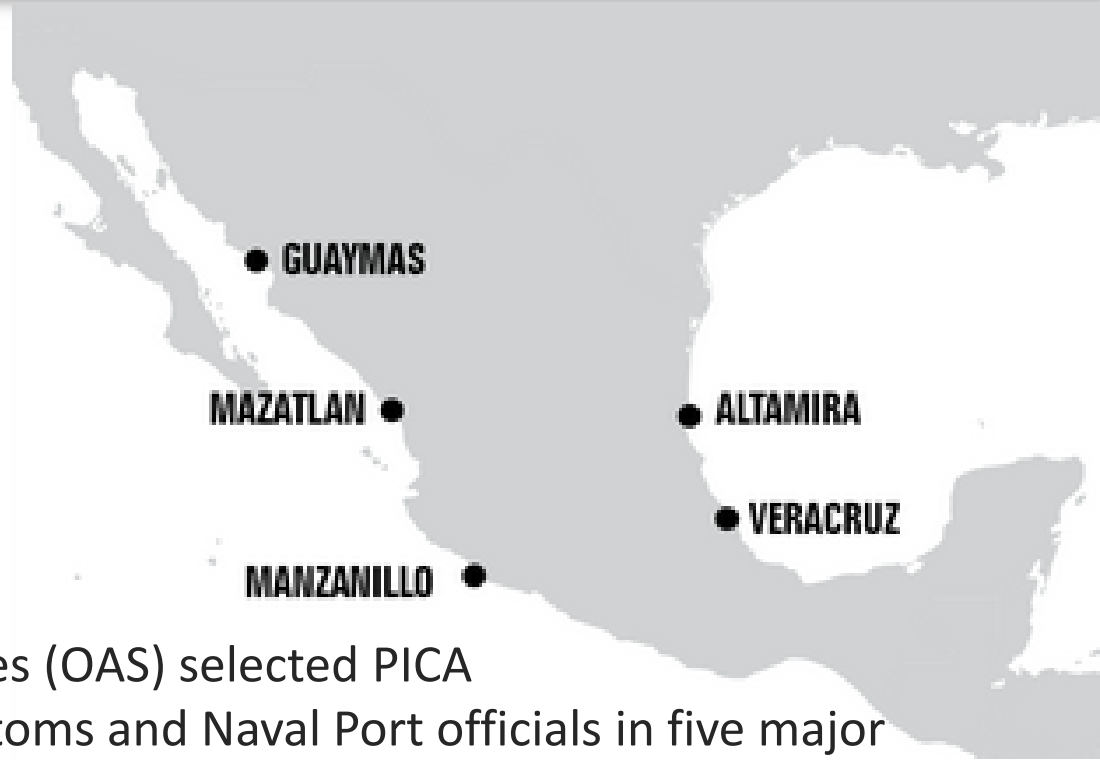 GUAYMAS
MAZATLAN
ALTAMIRA
VERACRUZ
MANZANILLO
es (OAS) selected PICA
toms and Naval Port officials in five major